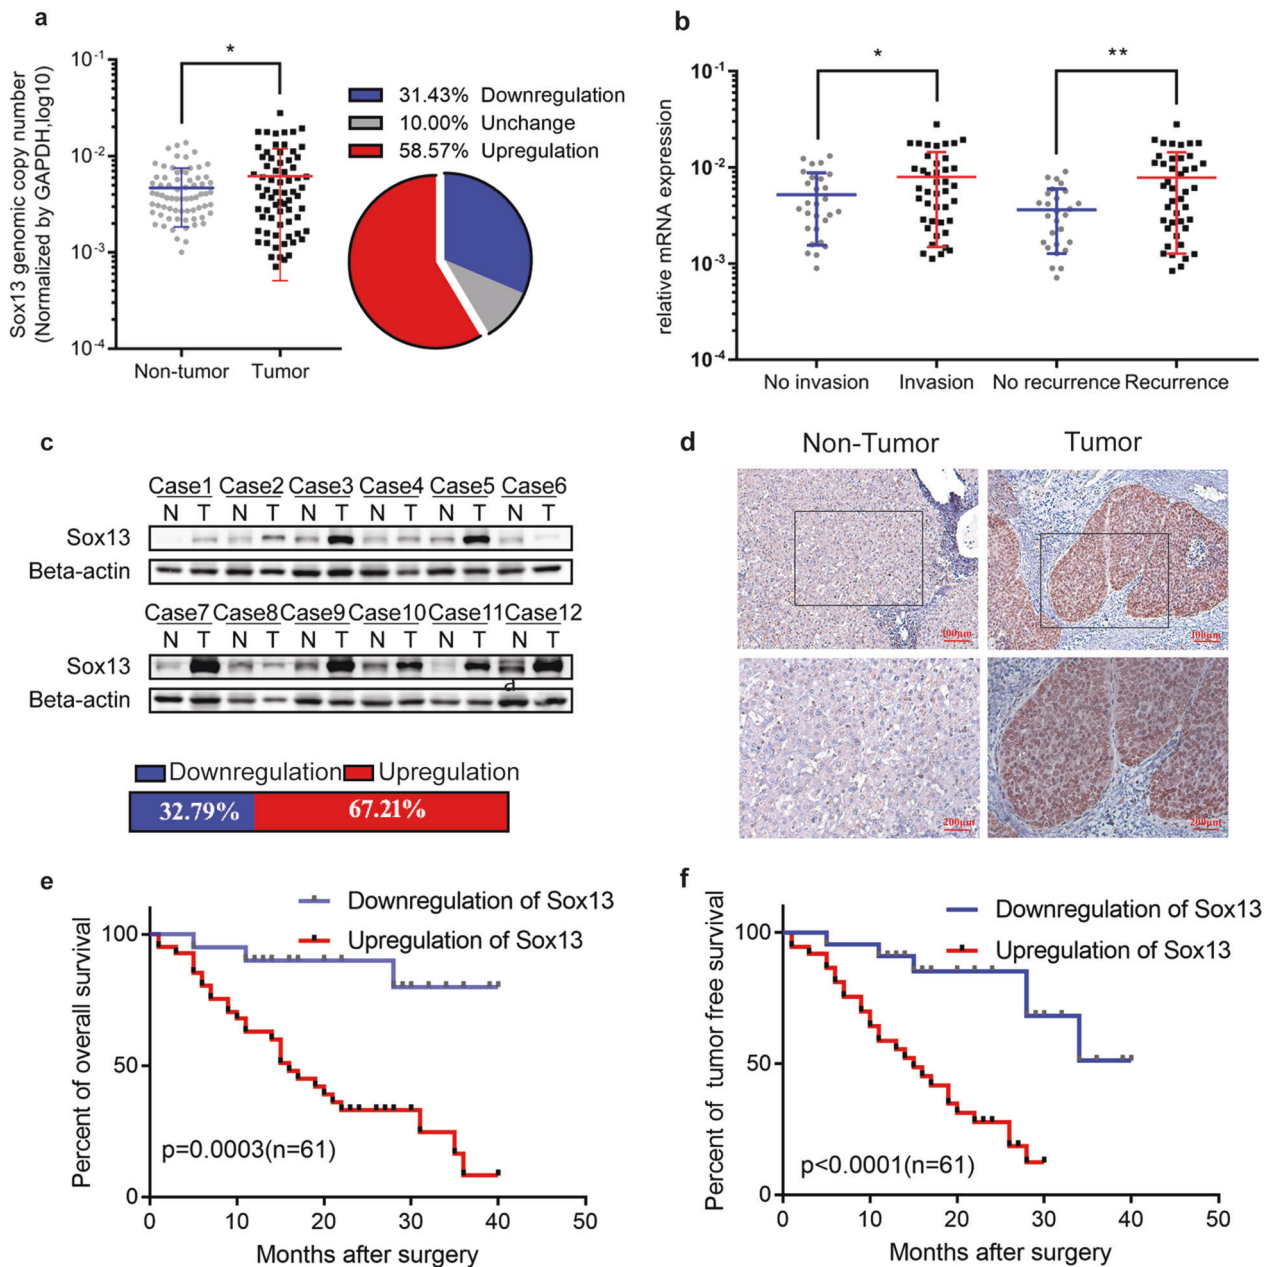 a
Sox13 genomic copy number
(Normalized by GAPDH,log10)
10-1
10-2
10-3
10-4
*
Non-tumor Tumor
31.43% Downregulation
10.00% Unchange
58.57% Upregulation
b
relative mRNA expression
10-1
10-2
10-3
10-4
* **
No invasion Invasion No recurrence Recurrence
c
Case1 Case2 Case3 Case4 Case5 Case6
N T N T N T N T N T N T
Sox13
Beta-actin
Case7 Case8 Case9 Case10 Case11 Case12
N T N T N T N T N T N T
Sox13
a
Beta-actin
Downregulation Upregulation
32.79% 67.21%
d
Non-Tumor Tumor
100μm 100μm
200μm 200μm
e
Downregulation of Sox13
Upregulation of Sox13
Percent of overall survival
100
50
0
p=0.0003(n=61)
0 10 20 30 40 50
Months after surgery
f
Downregulation of Sox13
Upregulation of Sox13
Percent of tumor free survival
100
50
0
p<0.0001(n=61)
0 10 20 30 40 50
Months after surgery